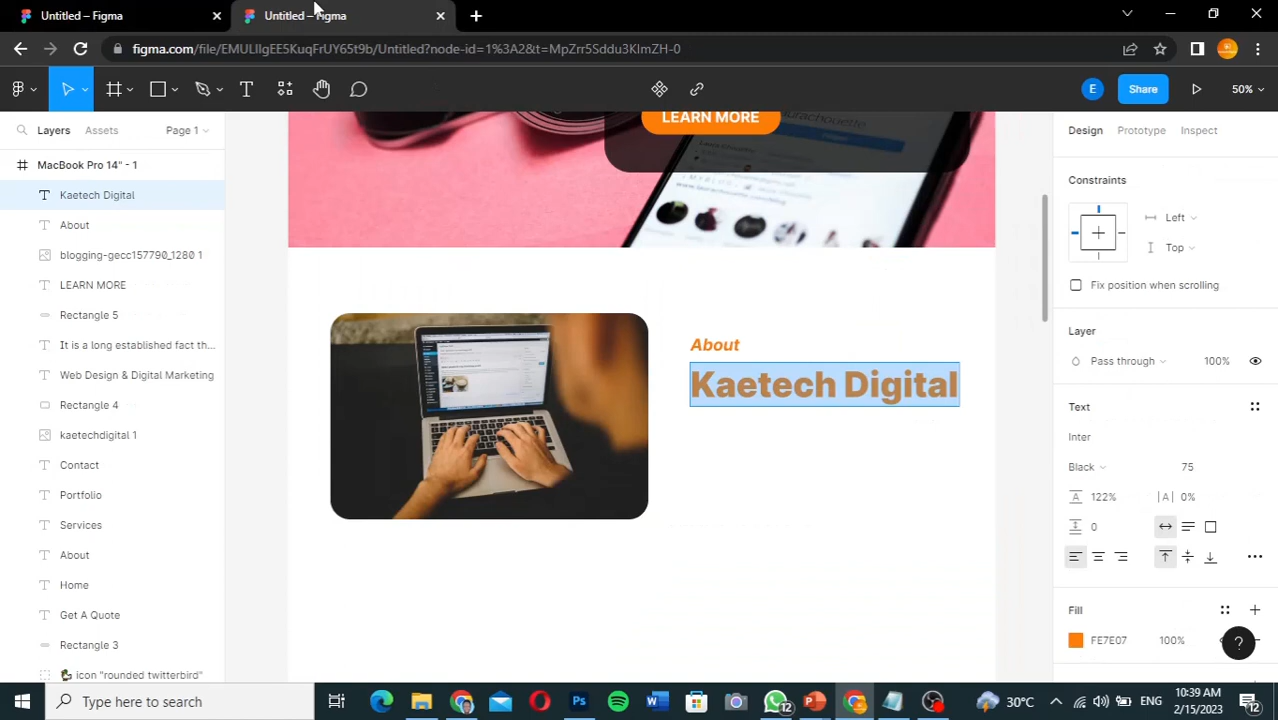 Untitled – Figma
Untitled – Figma
figma.com/file/EMULlIgEE5KuqFrUY65t9b/Untitled?node-id=1%3A2&t=MpZrr5Sddu3KlmZH-0
E
Share
50%
Layers
Assets
Page 1
MacBook Pro 14" - 1
Kaetech Digital
About
blogging-gecc157790_1280 1
LEARN MORE
Rectangle 5
It is a long established fact th...
Web Design & Digital Marketing
Rectangle 4
kaetechdigital 1
Contact
Portfolio
Services
About
Home
Get A Quote
Rectangle 3
icon "rounded twitterbird"
LEARN MORE
About
Kaetech Digital
Design
Prototype
Inspect
Constraints
Left
Top
Fix position when scrolling
Layer
Pass through
100%
Text
Inter
Black
75
122%
|A| 0%
0
Fill
FE7E07
100%
?
Type here to search
12
30°C
ENG
10:39 AM
2/15/2023
12